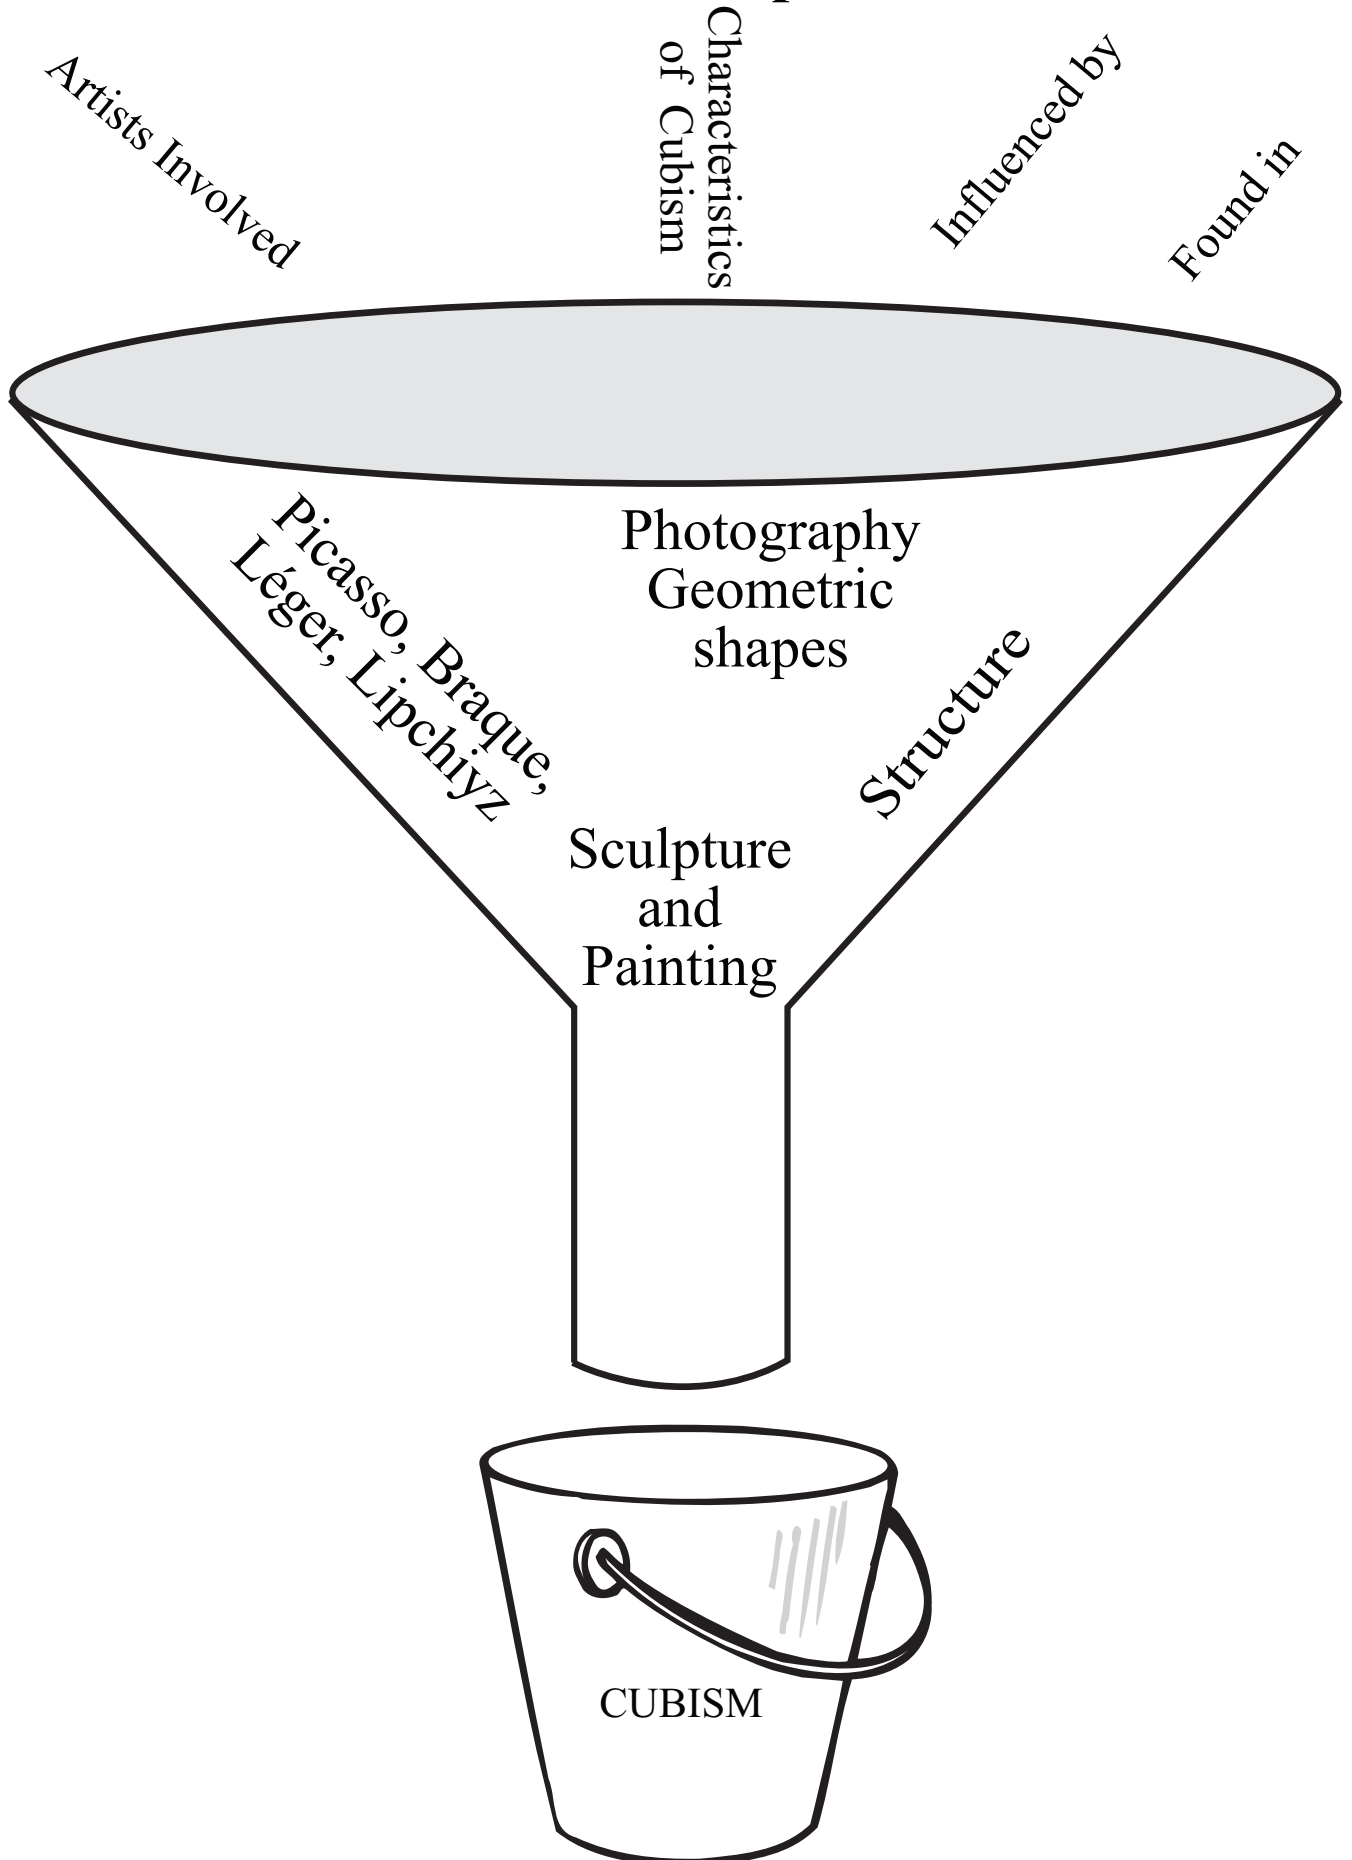 Artists Involved
Characteristics
of Cubism
Influenced by
Found in
Picasso, Braque,
Léger, Lipchiyz
Photography
Geometric
shapes
Structure
Sculpture
and
Painting
CUBISM